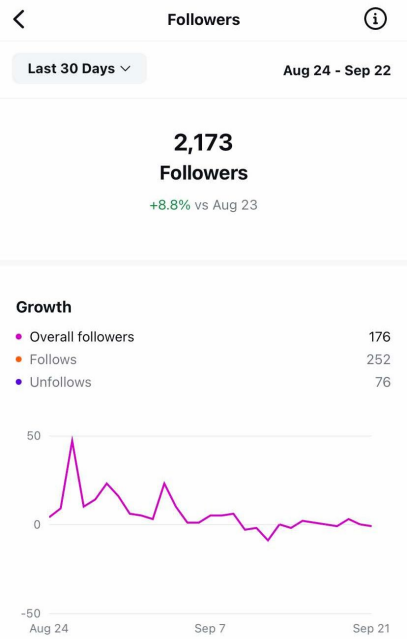 Followers
Last 30 Days
Aug 24 - Sep 22
2,173
Followers
+8.8% vs Aug 23
Growth
Overall followers 176
Follows 252
Unfollows 76
50
0
-50
Aug 24 Sep 7 Sep 21